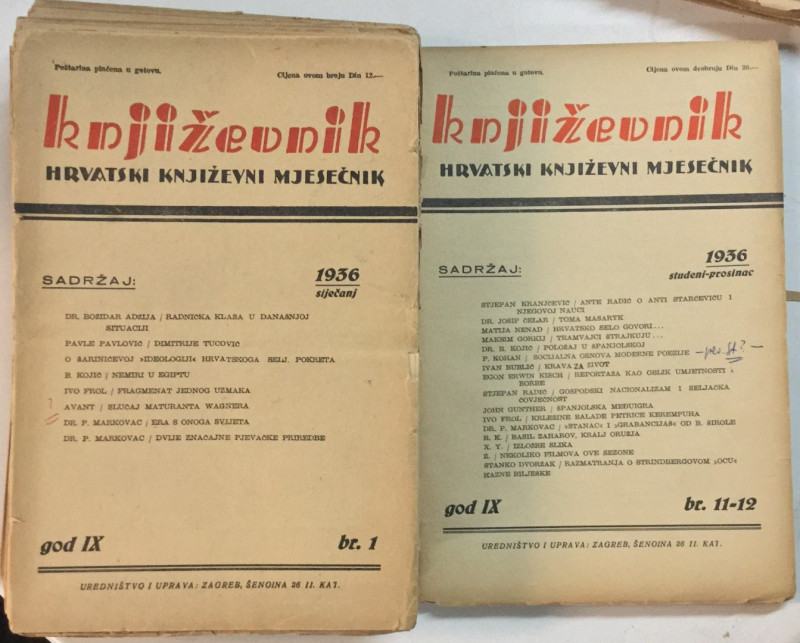 Poštarina plaćena u gotovu.
Cijena ovom broju Din 12.—
književnik
HRVATSKI KNJIŽEVNI MJESEČNIK
SADRŽAJ:
1936
siječanj
DR. BOŽIDAR ADŽIJA / RADNIČKA KLASA U DANAŠNJOJ
SITUACIJI
PAVLE PAVLOVIĆ / DIMITRIJE TUCOVIĆ
O ŠARINIĆEVOJ »IDEOLOGIJI« HRVATSKOGA SELJ. POKRETA
B. KOJIĆ / NEMIRI U EGIPTU
IVO FROL / FRAGMENAT JEDNOG UZMAKA
? AVANT / SLUČAJ MATURANTA WAGNERA
DR. P. MARKOVAC / ERA S ONOGA SVIJETA
DR. P. MARKOVAC / DVIJE ZNAČAJNE PJEVAČKE PRIREDBE
god IX
br. 1
UREDNIŠTVO I UPRAVA: ZAGREB, ŠENOINA 26 II. KAT.
Poštarina plaćena u gotovu.
Cijena ovom dvobroju Din 20.—
književnik
HRVATSKI KNJIŽEVNI MJESEČNIK
SADRŽAJ:
1936
studeni-prosinac
STJEPAN KRANJČEVIĆ / ANTE RADIĆ O ANTI STARČEVIĆU I
NJEGOVOJ NAUCI
DR. JOSIP ČELAR / TOMA MASARYK
MATIJA NENAD / HRVATSKO SELO GOVORI...
MAKSIM GORKIJ / TRAMVAJCI ŠTRAJKUJU...
DR. B. KOJIĆ / POLOŽAJ U ŠPANJOLSKOJ
P. KOHAN / SOCIJALNA OSNOVA MODERNE POEZIJE
IVAN BUBLIĆ / KRAVA ZA ŽIVOT
EGON ERWIN KISCH / REPORTAŽA KAO OBLIK UMJETNOSTI I
BORBE
STJEPAN RADIĆ / GOSPODSKI NACIONALIZAM I SELJAČKA
ČOVJEČNOST
JOHN GUNTHER / ŠPANJOLSKA MEĐUIGRA
IVO FROL / KRLEŽINE BALADE PETRICE KEREMPUHA
DR. P. MARKOVAC / »STANAC« I »GRABANCIJAŠ« OD B. ŠIROLE
B. K. / BASIL ZAHAROV, KRALJ ORUŽJA
X. Y. / IZLOŽBE SLIKA
Z. / NEKOLIKO FILMOVA OVE SEZONE
STANKO DVORŽAK / RAZMATRANJA O STRINDBERGOVOM »OCU«
RAZNE BILJEŠKE
god IX
br. 11-12
UREDNIŠTVO I UPRAVA: ZAGREB, ŠENOINA 26 II. KAT.